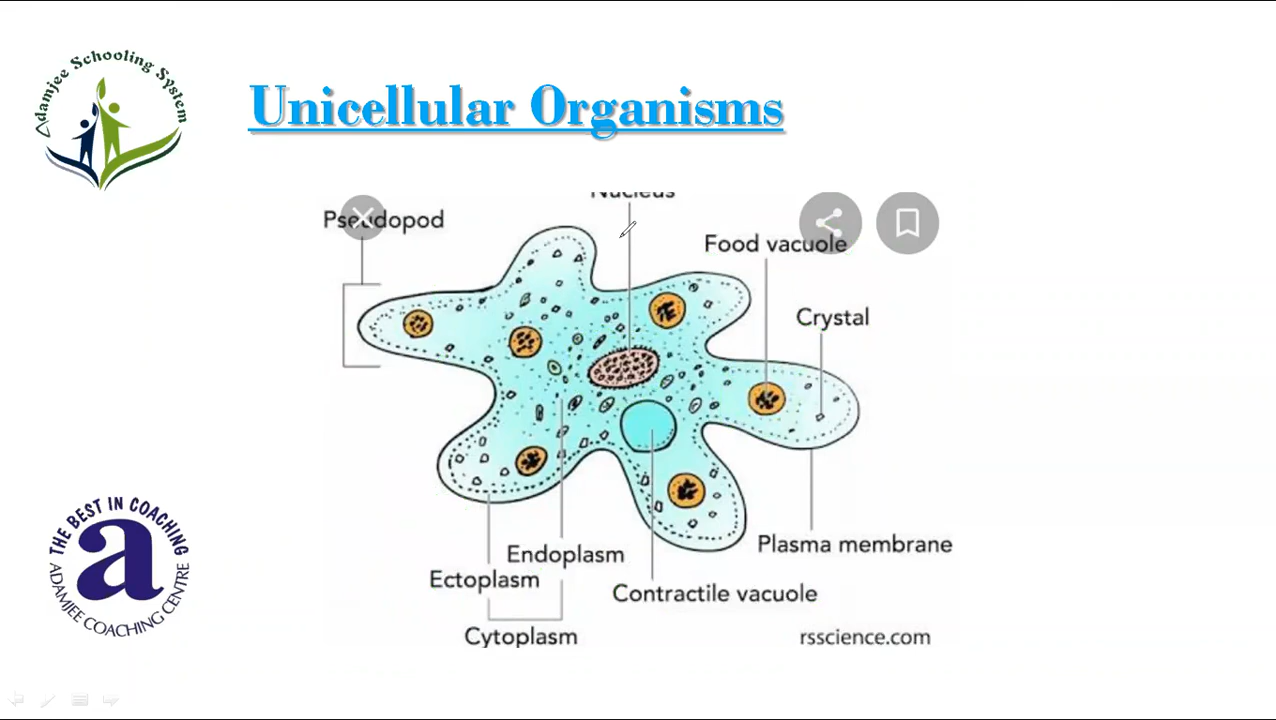 Adamjee Schooling System
Unicellular Organisms
Nucleus
Pseudopod
Food vacuole
Crystal
Plasma membrane
Endoplasm
Ectoplasm
Contractile vacuole
Cytoplasm
rsscience.com
THE BEST IN COACHING
a
ADAMJEE COACHING CENTRE